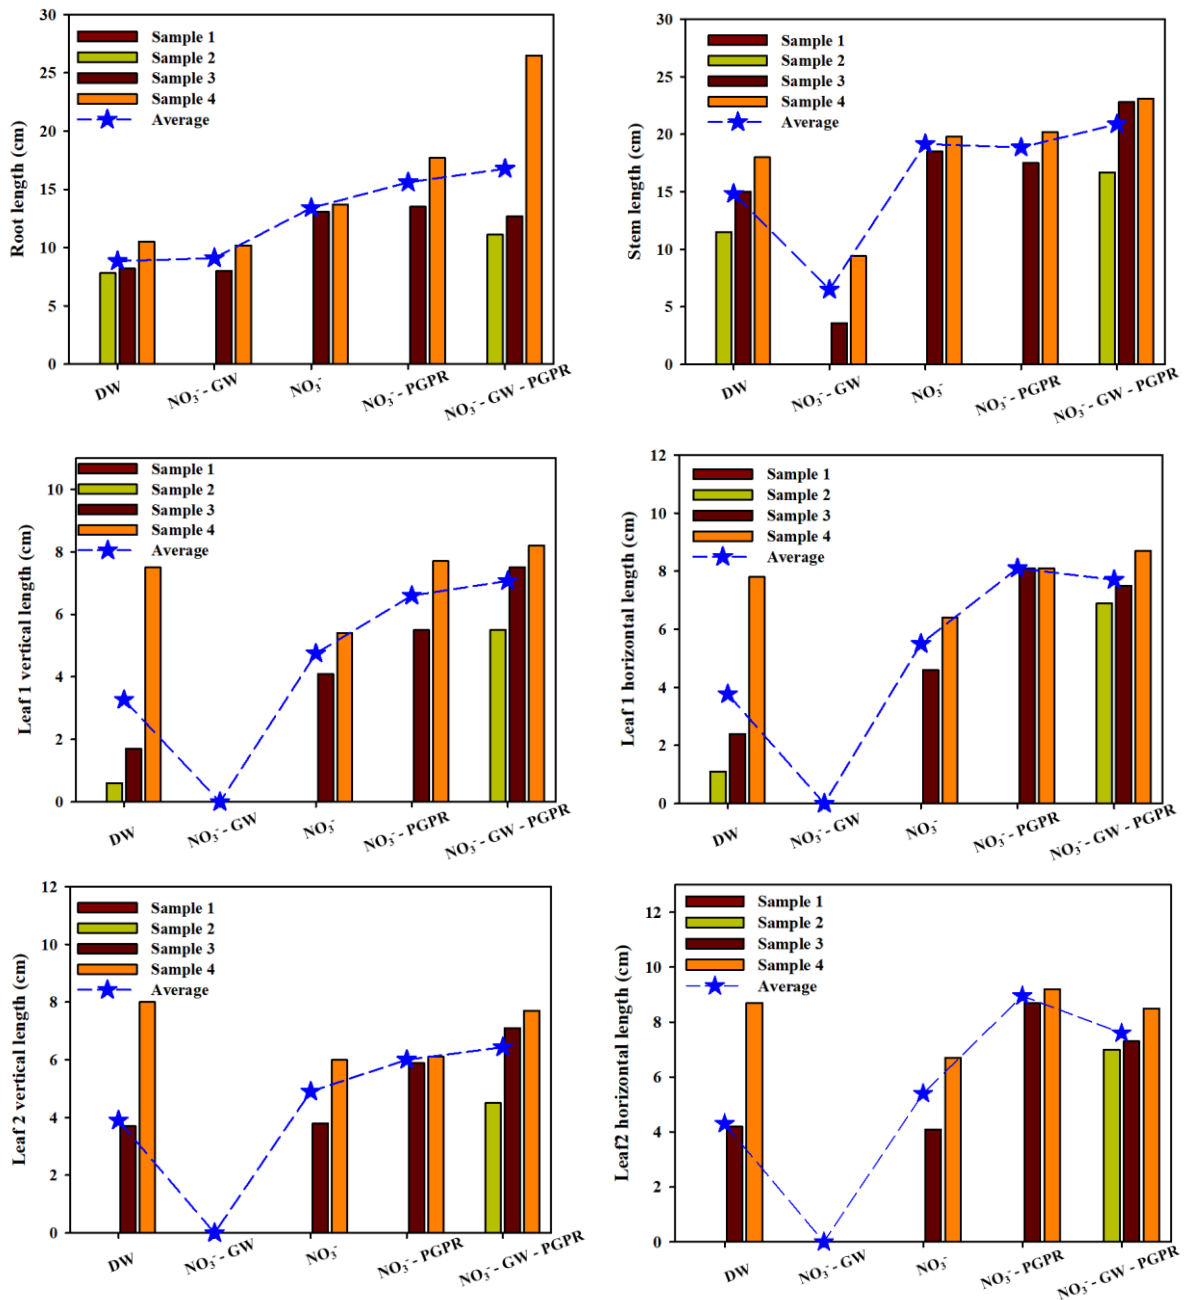 Root length (cm)
30
25
20
15
10
5
0
Sample 1
Sample 2
Sample 3
Sample 4
Average
DW
NO₃⁻ - GW
NO₃⁻
NO₃⁻ - PGPR
NO₃⁻ - GW - PGPR
Stem length (cm)
30
25
20
15
10
5
0
Sample 1
Sample 2
Sample 3
Sample 4
Average
DW
NO₃⁻ - GW
NO₃⁻
NO₃⁻ - PGPR
NO₃⁻ - GW - PGPR
Leaf 1 vertical length (cm)
10
8
6
4
2
0
Sample 1
Sample 2
Sample 3
Sample 4
Average
DW
NO₃⁻ - GW
NO₃⁻
NO₃⁻ - PGPR
NO₃⁻ - GW - PGPR
Leaf 1 horizontal length (cm)
12
10
8
6
4
2
0
Sample 1
Sample 2
Sample 3
Sample 4
Average
DW
NO₃⁻ - GW
NO₃⁻
NO₃⁻ - PGPR
NO₃⁻ - GW - PGPR
Leaf 2 vertical length (cm)
12
10
8
6
4
2
0
Sample 1
Sample 2
Sample 3
Sample 4
Average
DW
NO₃⁻ - GW
NO₃⁻
NO₃⁻ - PGPR
NO₃⁻ - GW - PGPR
Leaf2 horizontal length (cm)
12
10
8
6
4
2
0
Sample 1
Sample 2
Sample 3
Sample 4
Average
DW
NO₃⁻ - GW
NO₃⁻
NO₃⁻ - PGPR
NO₃⁻ - GW - PGPR